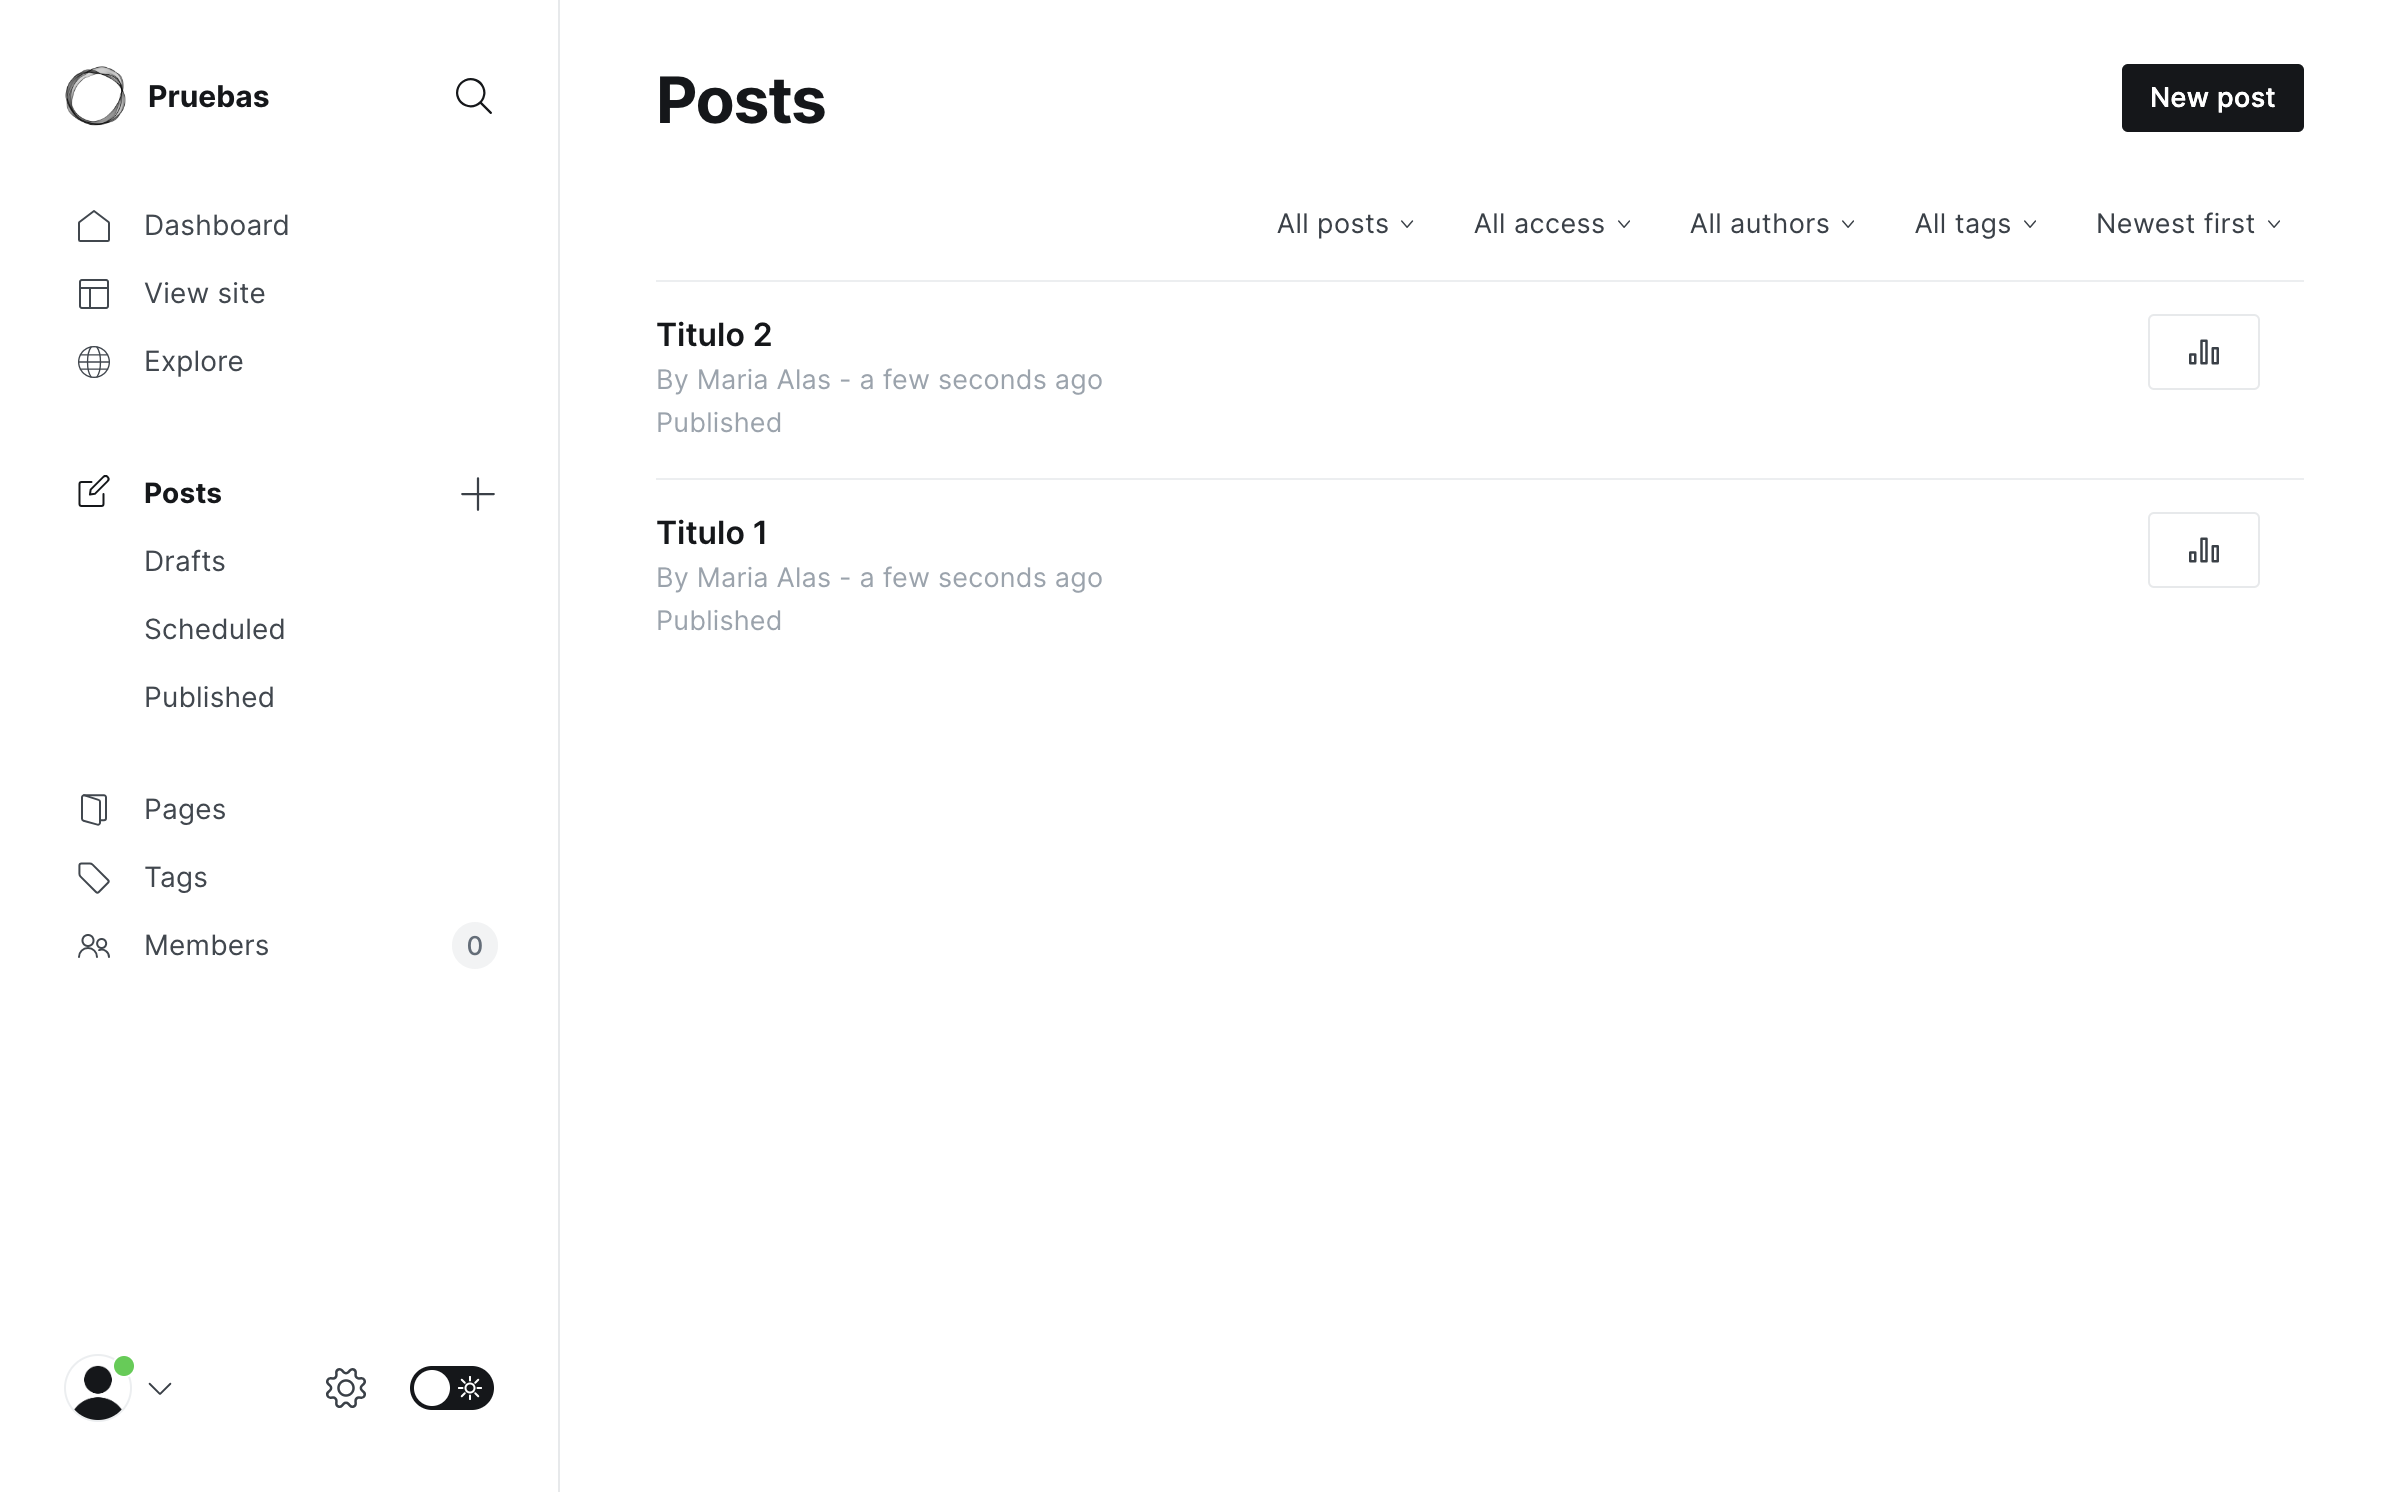 Pruebas
Dashboard
View site
Explore
Posts
Drafts
Scheduled
Published
Pages
Tags
Members 0
Posts
New post
All posts All access All authors All tags Newest first
Titulo 2
By Maria Alas - a few seconds ago
Published
Titulo 1
By Maria Alas - a few seconds ago
Published